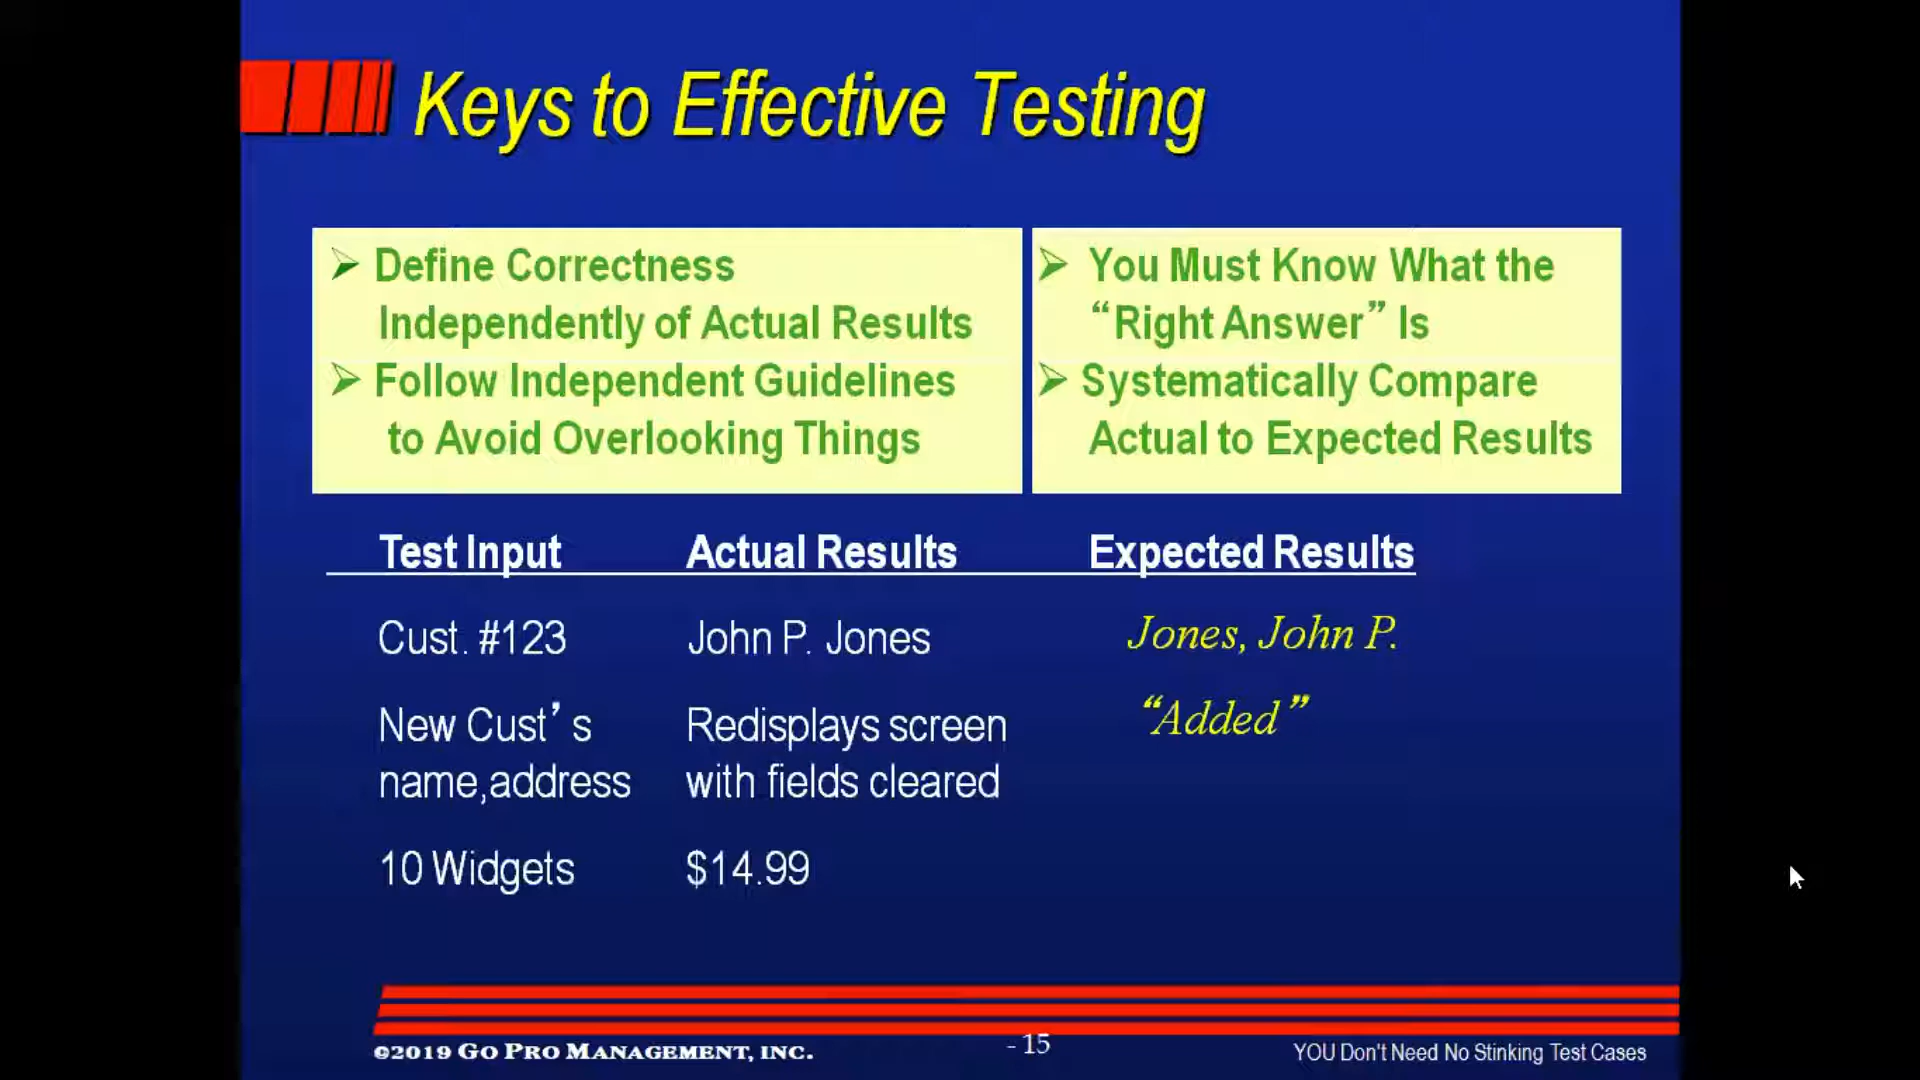 Keys to Effective Testing
➢ Define Correctness
Independently of Actual Results
➢ Follow Independent Guidelines
to Avoid Overlooking Things
➢ You Must Know What the
“Right Answer” Is
➢ Systematically Compare
Actual to Expected Results
Test Input Actual Results Expected Results
Cust. #123 John P. Jones Jones, John P.
New Cust’s Redisplays screen “Added”
name,address with fields cleared
10 Widgets $14.99
©2019 GO PRO MANAGEMENT, INC. - 15 YOU Don't Need No Stinking Test Cases